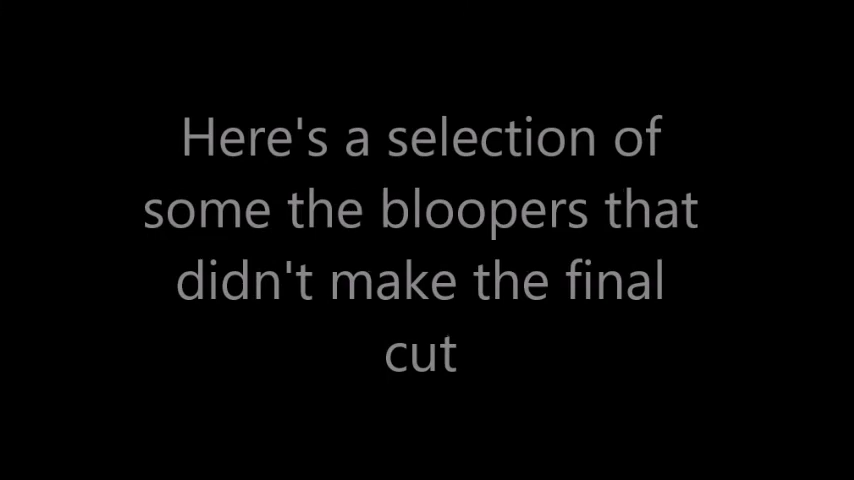 Here's a selection of
some the bloopers that
didn't make the final
cut